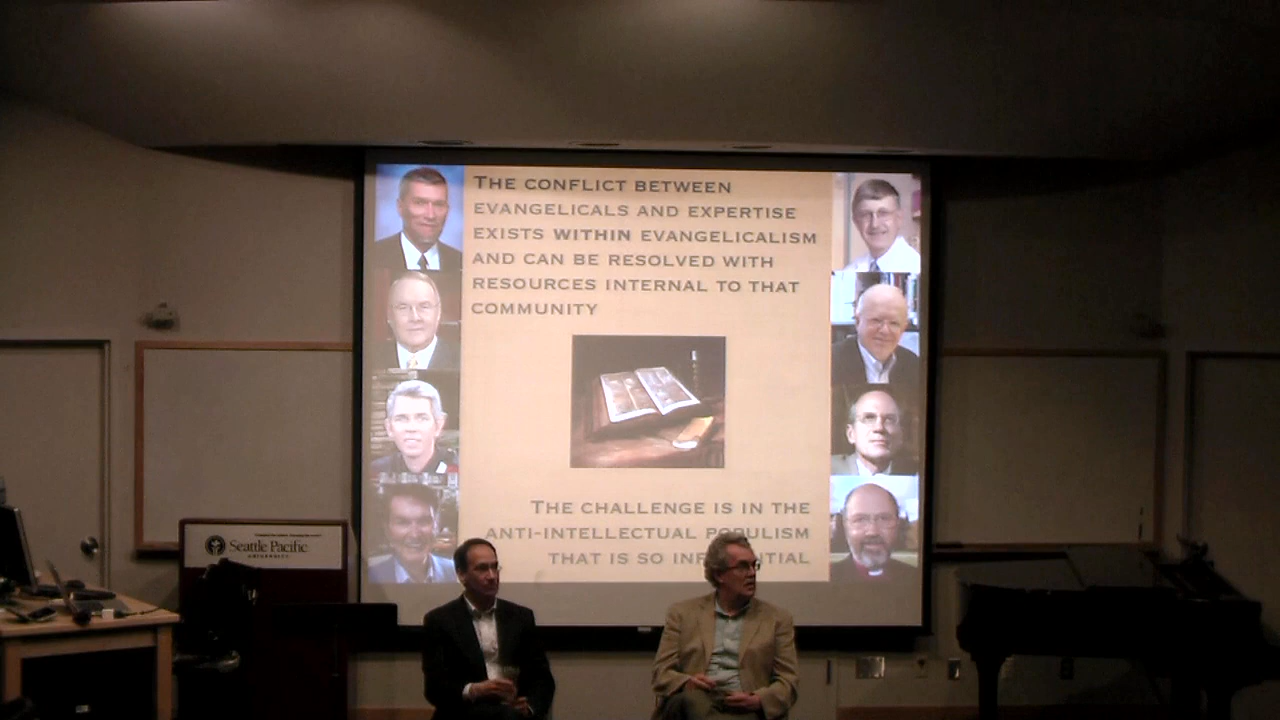 THE CONFLICT BETWEEN
EVANGELICALS AND EXPERTISE
EXISTS WITHIN EVANGELICALISM
AND CAN BE RESOLVED WITH
RESOURCES INTERNAL TO THAT
COMMUNITY
THE CHALLENGE IS IN THE
ANTI-INTELLECTUAL POPULISM
THAT IS SO INFLUENTIAL
Seattle Pacific
UNIVERSITY